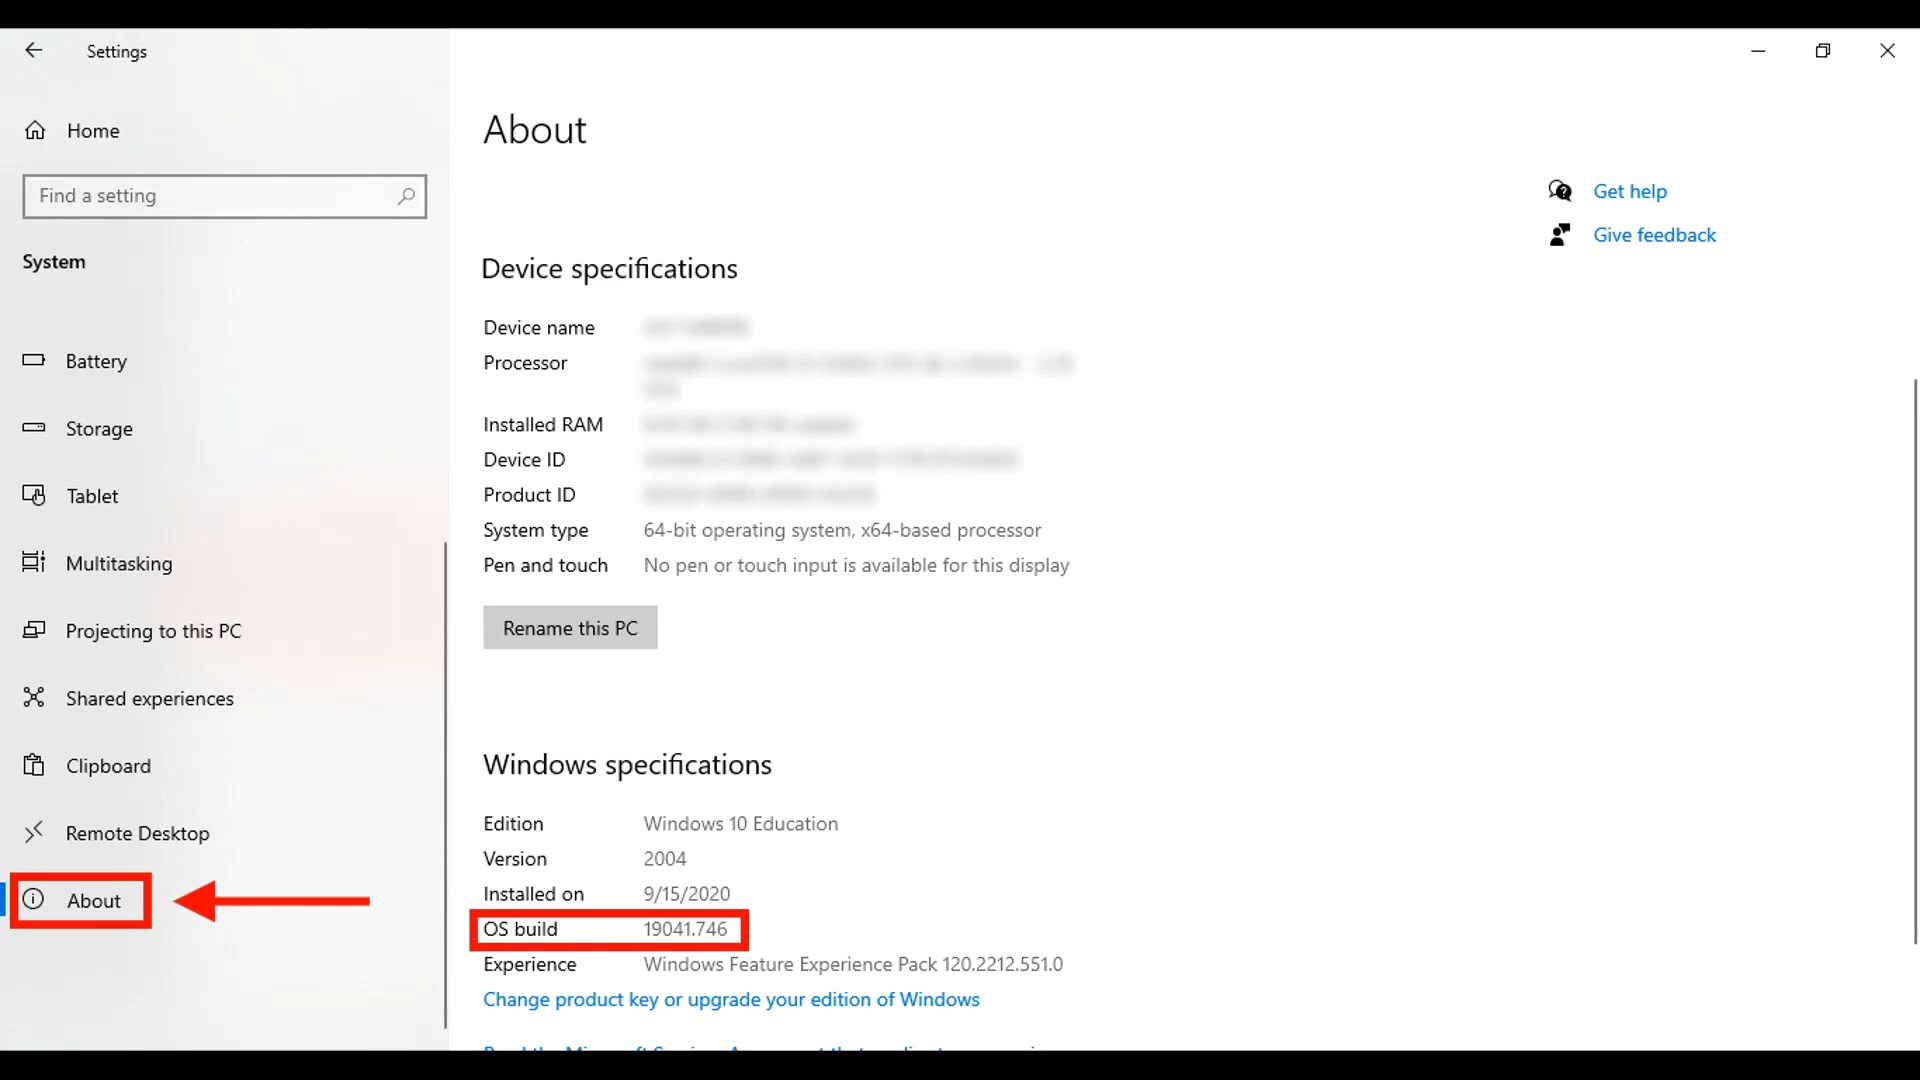 Settings
Home
Find a setting
System
Battery
Storage
Tablet
Multitasking
Projecting to this PC
Shared experiences
Clipboard
Remote Desktop
About
About
Get help
Give feedback
Device specifications
Device name
Processor
Installed RAM
Device ID
Product ID
System type 64-bit operating system, x64-based processor
Pen and touch No pen or touch input is available for this display
Rename this PC
Windows specifications
Edition Windows 10 Education
Version 2004
Installed on 9/15/2020
OS build 19041.746
Experience Windows Feature Experience Pack 120.2212.551.0
Change product key or upgrade your edition of Windows